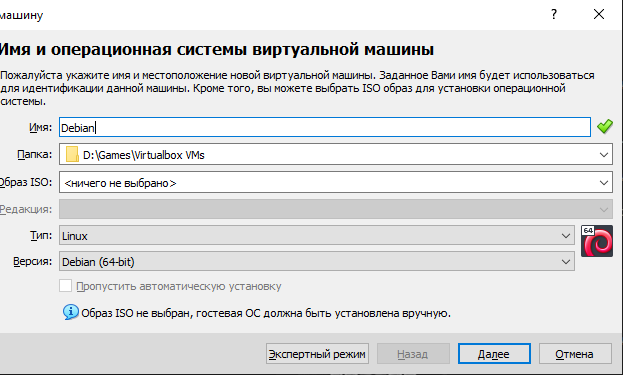 машину
Имя и операционная системы виртуальной машины
Пожалуйста укажите имя и местоположение новой виртуальной машины. Заданное Вами имя будет использоваться
для идентификации данной машины. Кроме того, вы можете выбрать ISO образ для установки операционной
системы.
Имя: Debian
Папка: D:\Games\Virtualbox VMs
Образ ISO: <ничего не выбрано>
Редакция:
Тип: Linux
64
Версия: Debian (64-bit)
Пропустить автоматическую установку
Образ ISO не выбран, гостевая ОС должна быть установлена вручную.
Экспертный режим Назад Далее Отмена